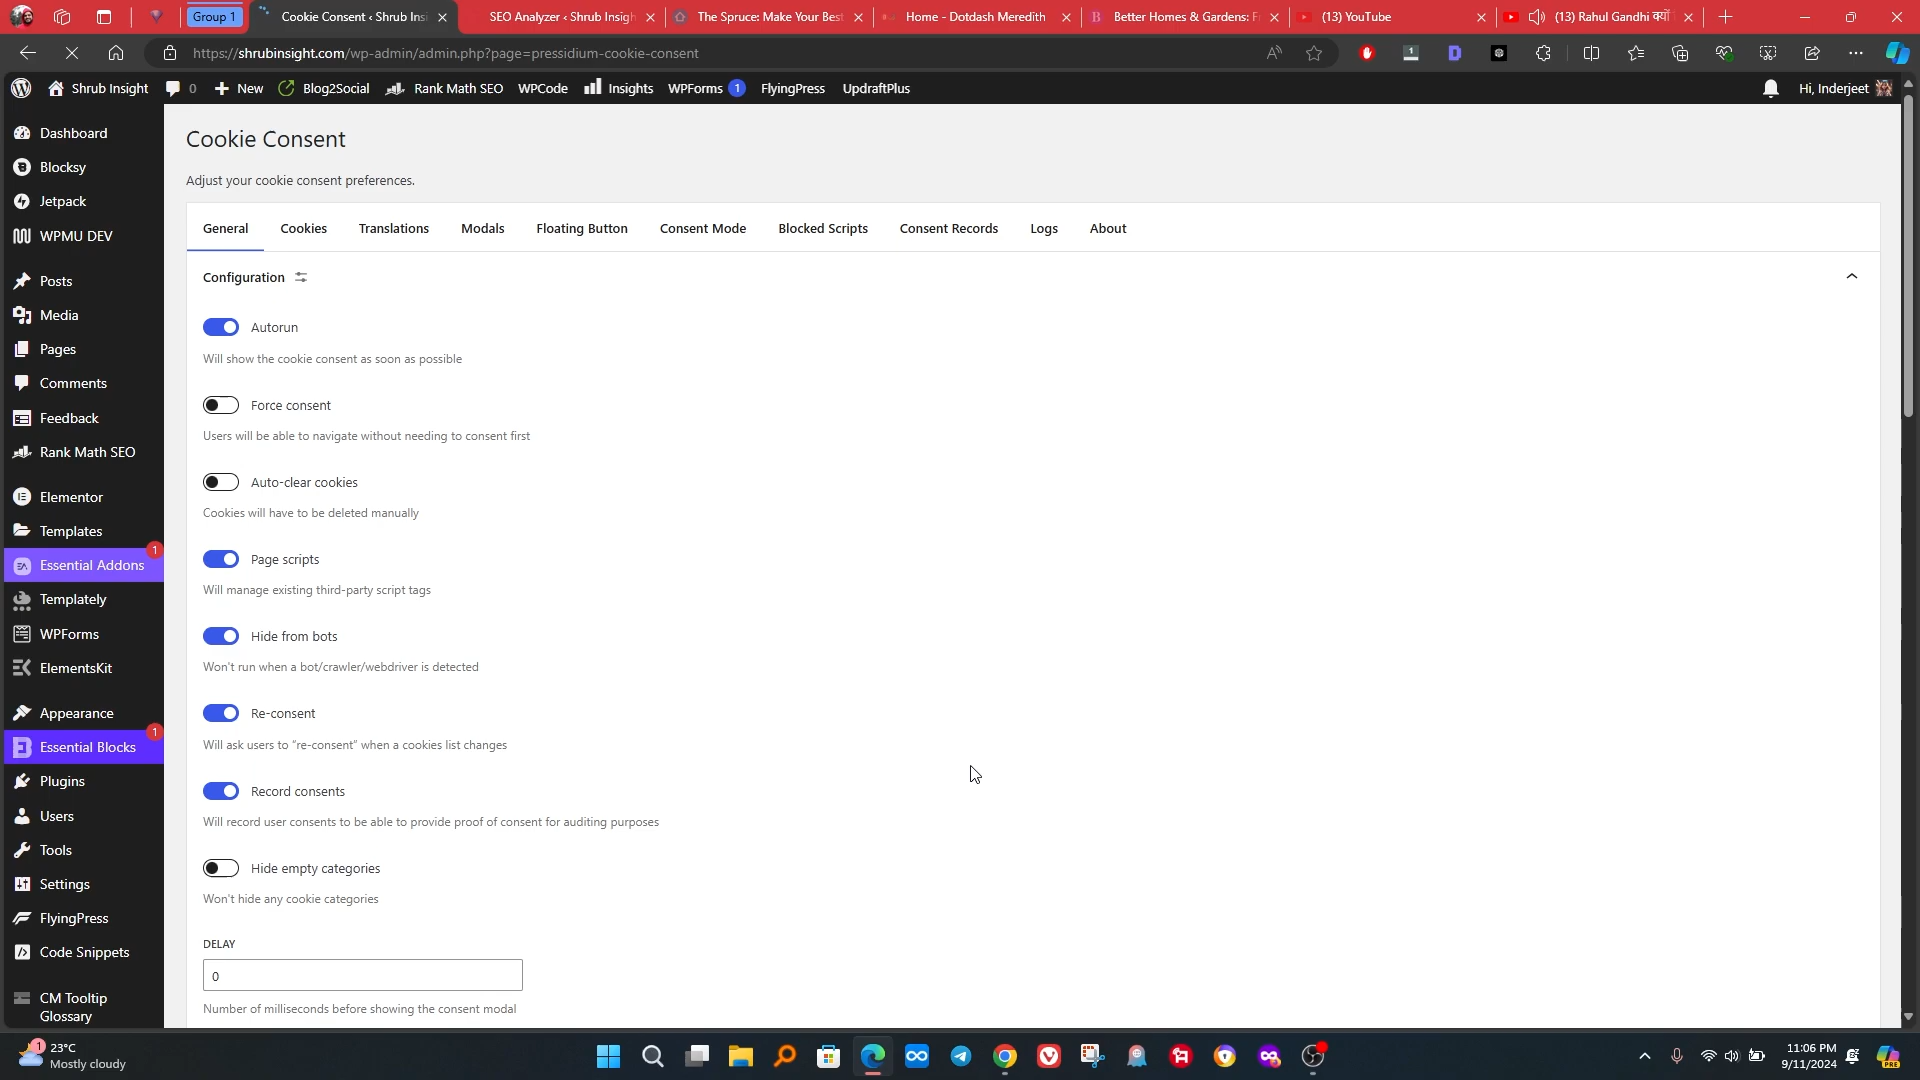 Group 1
Cookie Consent ‹ Shrub Insi
SEO Analyzer ‹ Shrub Insigh
The Spruce: Make Your Best
Home - Dotdash Meredith
Better Homes & Gardens: F
(13) YouTube
(13) Rahul Gandhi क्यों
https://shrubinsight.com/wp-admin/admin.php?page=pressidium-cookie-consent
Shrub Insight
0
New
Blog2Social
Rank Math SEO
WPCode
Insights
WPForms 1
FlyingPress
UpdraftPlus
Hi, Inderjeet
Dashboard
Blocksy
Jetpack
WPMU DEV
Posts
Media
Pages
Comments
Feedback
Rank Math SEO
Elementor
Templates
Essential Addons
1
Templately
WPForms
ElementsKit
Appearance
Essential Blocks
1
Plugins
Users
Tools
Settings
FlyingPress
Code Snippets
CM Tooltip
Glossary
Cookie Consent
Adjust your cookie consent preferences.
General
Cookies
Translations
Modals
Floating Button
Consent Mode
Blocked Scripts
Consent Records
Logs
About
Configuration
Autorun
Will show the cookie consent as soon as possible
Force consent
Users will be able to navigate without needing to consent first
Auto-clear cookies
Cookies will have to be deleted manually
Page scripts
Will manage existing third-party script tags
Hide from bots
Won't run when a bot/crawler/webdriver is detected
Re-consent
Will ask users to “re-consent” when a cookies list changes
Record consents
Will record user consents to be able to provide proof of consent for auditing purposes
Hide empty categories
Won't hide any cookie categories
DELAY
0
Number of milliseconds before showing the consent modal
1
23°C
Mostly cloudy
11:06 PM
9/11/2024
PRE